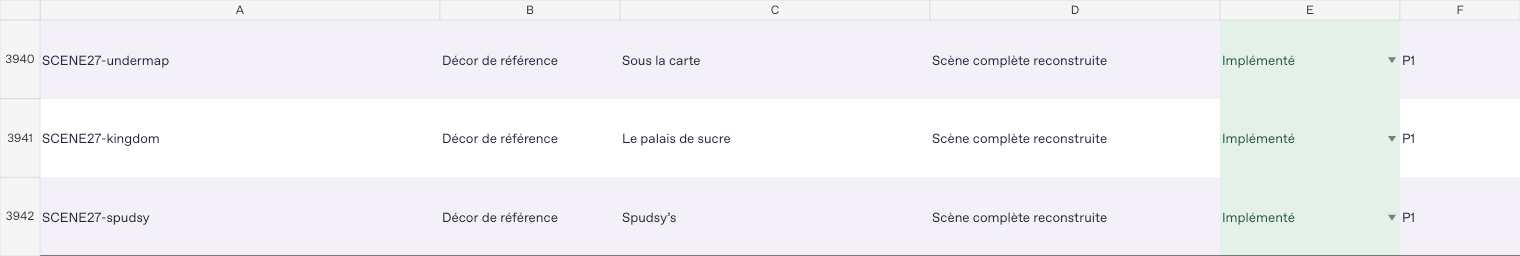 A B C D E F
3940 SCENE27-undermap Décor de référence Sous la carte Scène complète reconstruite Implémenté P1
3941 SCENE27-kingdom Décor de référence Le palais de sucre Scène complète reconstruite Implémenté P1
3942 SCENE27-spudsy Décor de référence Spudsy’s Scène complète reconstruite Implémenté P1